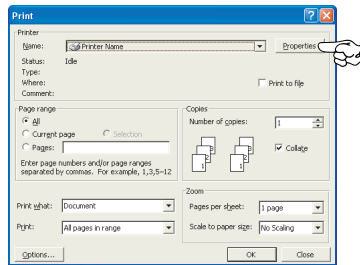 Print
Printer
Name: Printer Name Properties
Status: Idle
Type:
Where: Print to file
Comment:
Page range
All
Current page Selection
Pages:
Enter page numbers and/or page ranges
separated by commas. For example, 1,3,5-12
Copies
Number of copies: 1
Collate
Print what: Document
Print: All pages in range
Zoom
Pages per sheet: 1 page
Scale to paper size: No Scaling
Options... OK Close